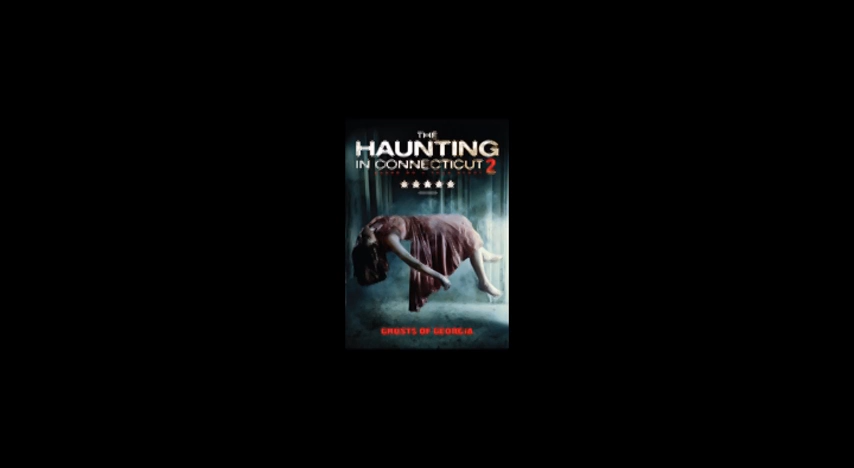 THE
HAUNTING
IN CONNECTICUT 2
GHOSTS OF GEORGIA